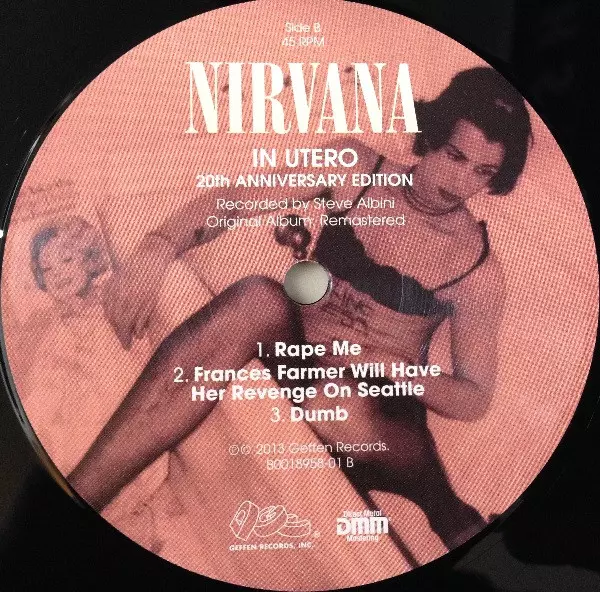 Side B
45 RPM
NIRVANA
IN UTERO
20th ANNIVERSARY EDITION
Recorded by Steve Albini
Original Album: Remastered
1. Rape Me
2. Frances Farmer Will Have
Her Revenge On Seattle
3. Dumb
℗© 2013 Geffen Records.
B0018958-01 B
GEFFEN RECORDS, INC.
®
Direct Metal
DMM
Mastering